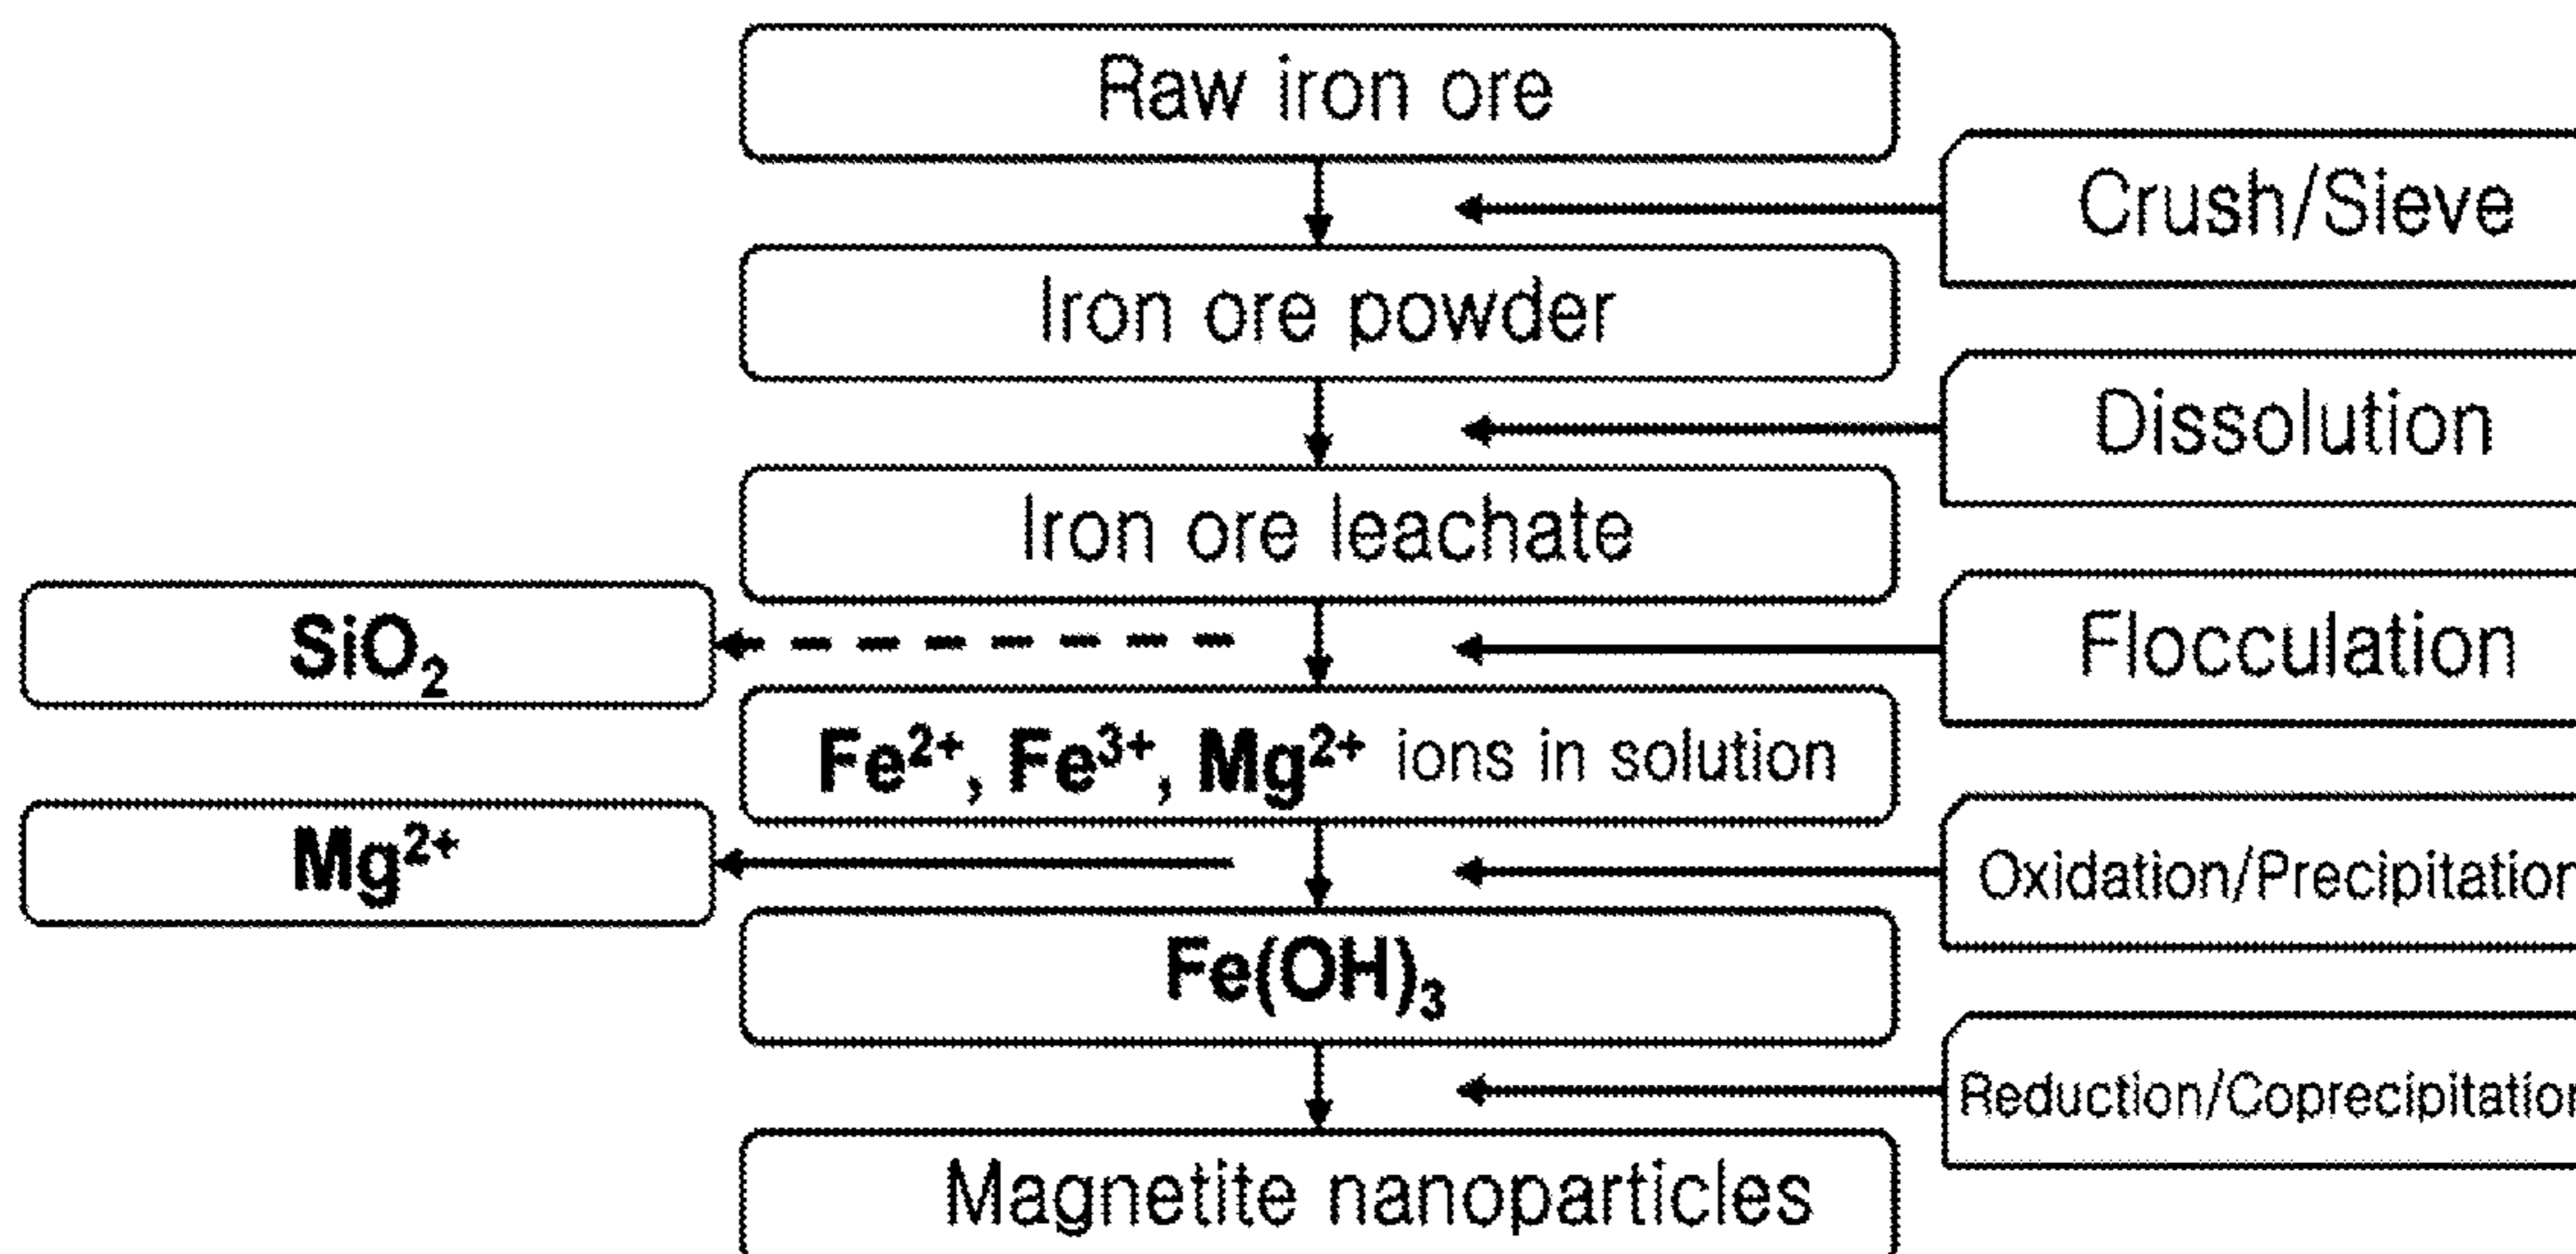 Raw iron ore
Crush/Sieve
Iron ore powder
Dissolution
Iron ore leachate
Flocculation
SiO₂
Fe²⁺, Fe³⁺, Mg²⁺ ions in solution
Oxidation/Precipitation
Mg²⁺
Fe(OH)₃
Reduction/Coprecipitation
Magnetite nanoparticles